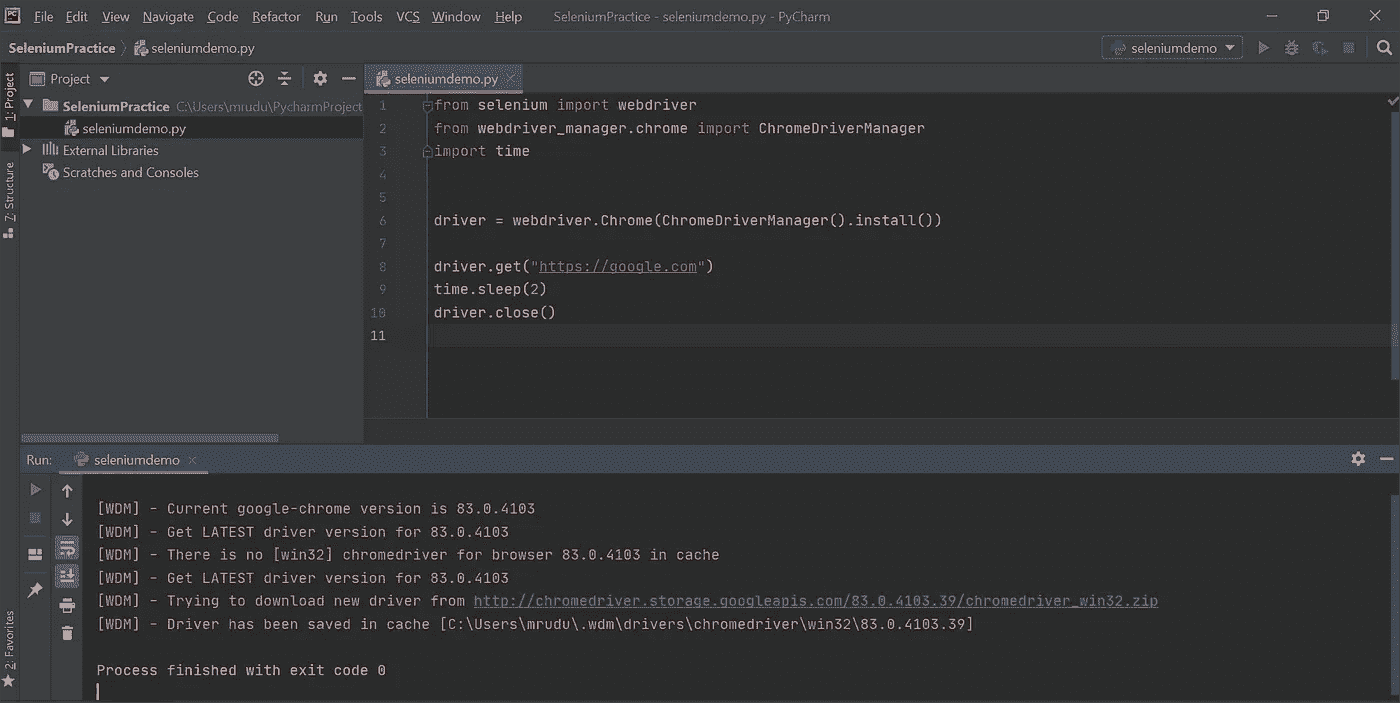 PC File Edit View Navigate Code Refactor Run Tools VCS Window Help SeleniumPractice - seleniumdemo.py - PyCharm
SeleniumPractice seleniumdemo.py seleniumdemo
1: Project
Project
SeleniumPractice C:\Users\mrudu\PycharmProject
seleniumdemo.py
External Libraries
Scratches and Consoles
Z: Structure
seleniumdemo.py
1 from selenium import webdriver
2 from webdriver_manager.chrome import ChromeDriverManager
3 import time
4
5
6 driver = webdriver.Chrome(ChromeDriverManager().install())
7
8 driver.get("https://google.com")
9 time.sleep(2)
10 driver.close()
11
Run: seleniumdemo
[WDM] - Current google-chrome version is 83.0.4103
[WDM] - Get LATEST driver version for 83.0.4103
[WDM] - There is no [win32] chromedriver for browser 83.0.4103 in cache
[WDM] - Get LATEST driver version for 83.0.4103
[WDM] - Trying to download new driver from http://chromedriver.storage.googleapis.com/83.0.4103.39/chromedriver_win32.zip
[WDM] - Driver has been saved in cache [C:\Users\mrudu\.wdm\drivers\chromedriver\win32\83.0.4103.39]
Process finished with exit code 0
2: Favorites